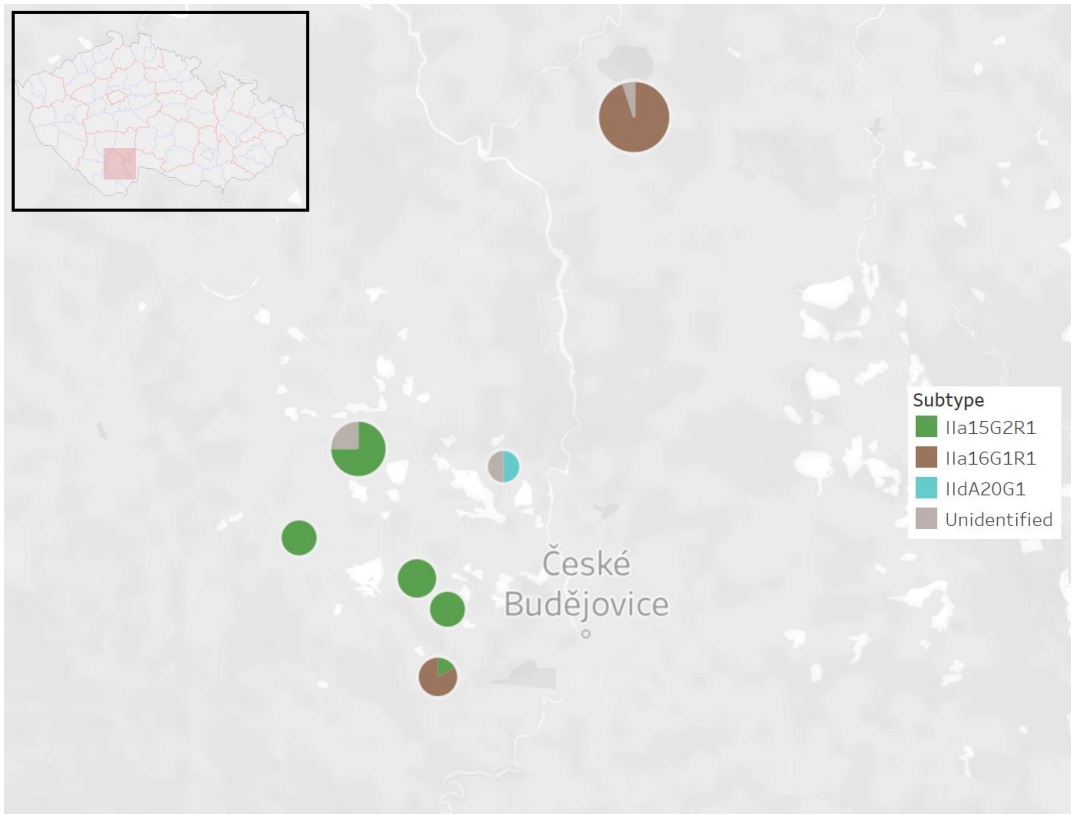 Subtype
IIa15G2R1
IIa16G1R1
IIdA20G1
Unidentified
České
Budějovice